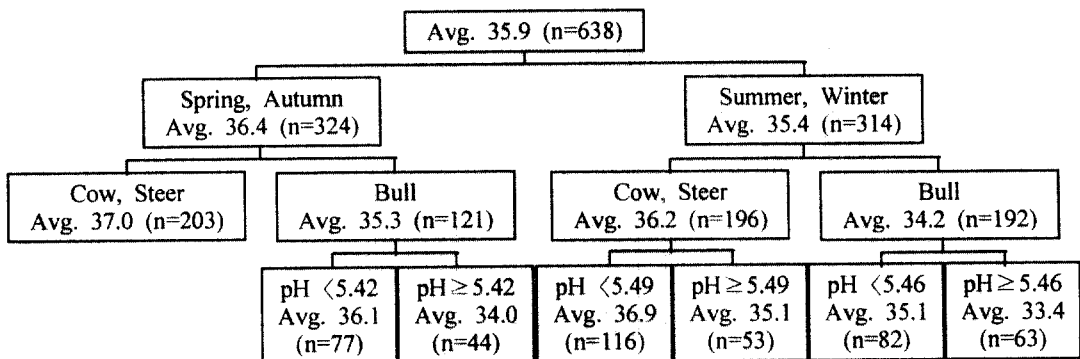 Avg. 35.9 (n=638)
Spring, Autumn
Avg. 36.4 (n=324)
Summer, Winter
Avg. 35.4 (n=314)
Cow, Steer
Avg. 37.0 (n=203)
Bull
Avg. 35.3 (n=121)
Cow, Steer
Avg. 36.2 (n=196)
Bull
Avg. 34.2 (n=192)
pH <5.42
Avg. 36.1
(n=77)
pH≥5.42
Avg. 34.0
(n=44)
pH <5.49
Avg. 36.9
(n=116)
pH≥5.49
Avg. 35.1
(n=53)
pH <5.46
Avg. 35.1
(n=82)
pH≥5.46
Avg. 33.4
(n=63)